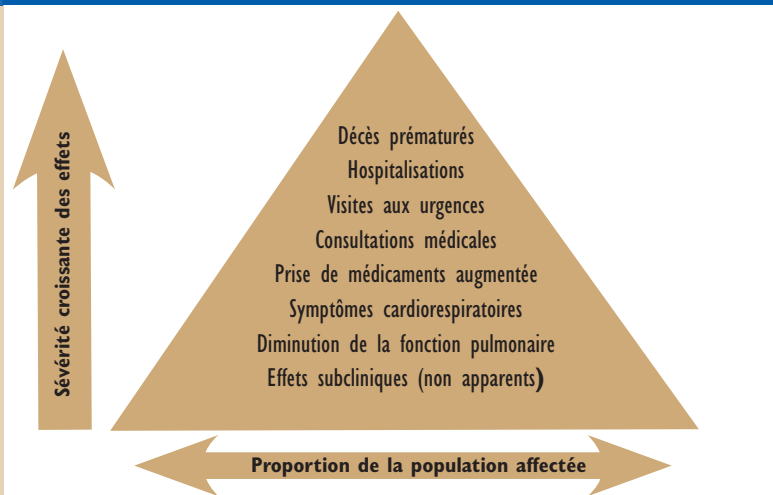 Décès prématurés
Hospitalisations
Visites aux urgences
Consultations médicales
Prise de médicaments augmentée
Symptômes cardiorespiratoires
Diminution de la fonction pulmonaire
Effets subcliniques (non apparents)
Sévérité croissante des effets
Proportion de la population affectée